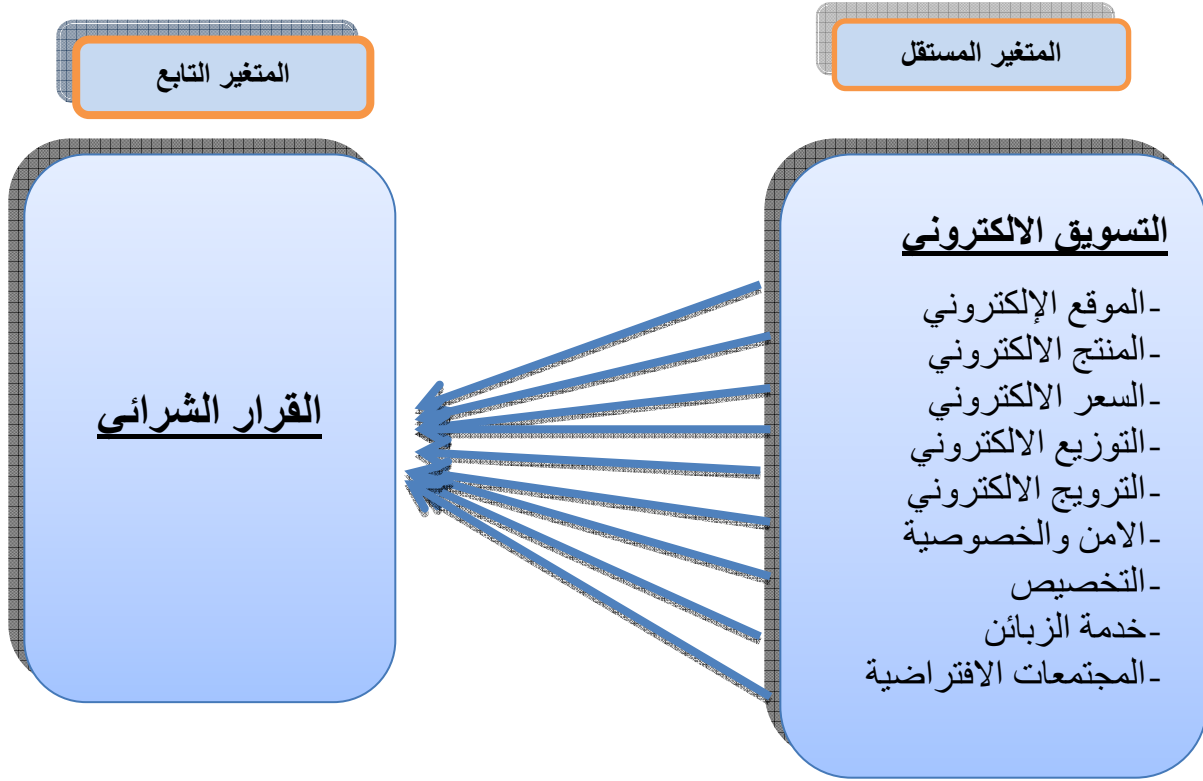 المتغير المستقل
المتغير التابع
التسويق الالكتروني
-الموقع الإلكتروني
-المنتج الالكتروني
-السعر الالكتروني
-التوزيع الالكتروني
-الترويج الالكتروني
-الامن والخصوصية
-التخصيص
-خدمة الزبائن
-المجتمعات الافتراضية
القرار الشرائي